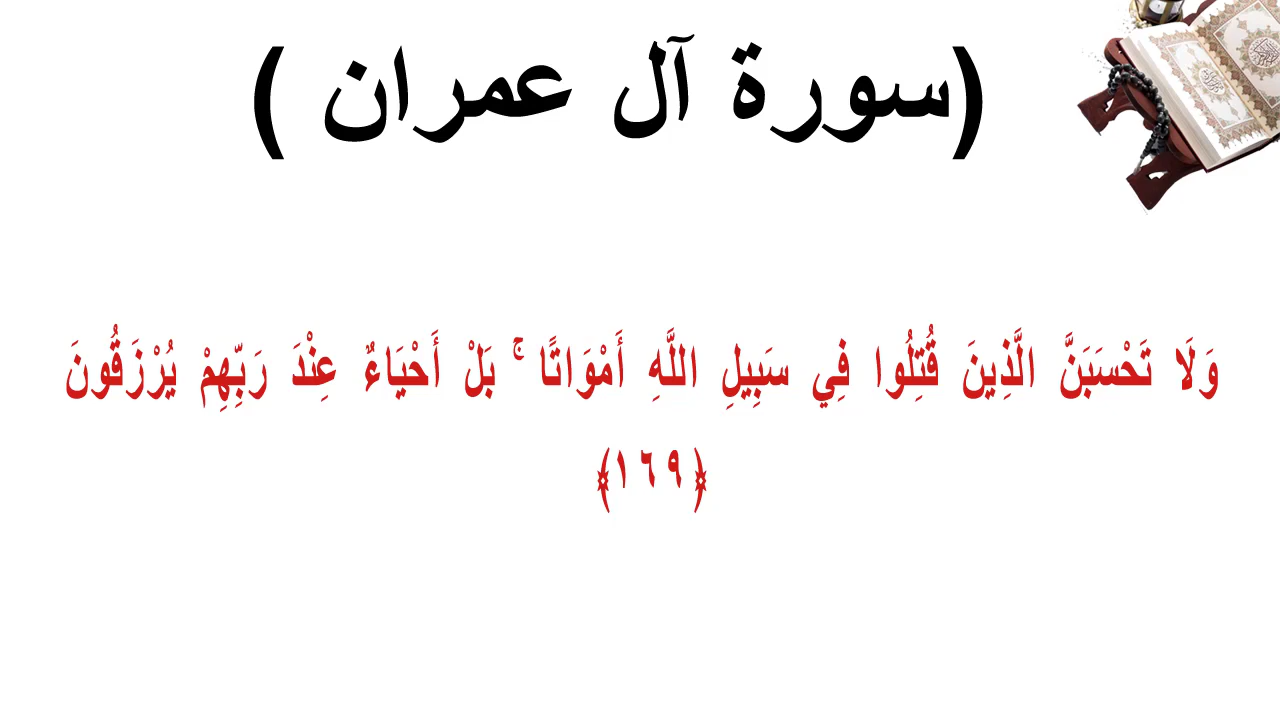 (سورة آل عمران )
وَلَا تَحْسَبَنَّ الَّذِينَ قُتِلُوا فِي سَبِيلِ اللَّهِ أَمْوَاتًا ۚ بَلْ أَحْيَاءٌ عِنْدَ رَبِّهِمْ يُرْزَقُونَ
﴿١٦٩﴾